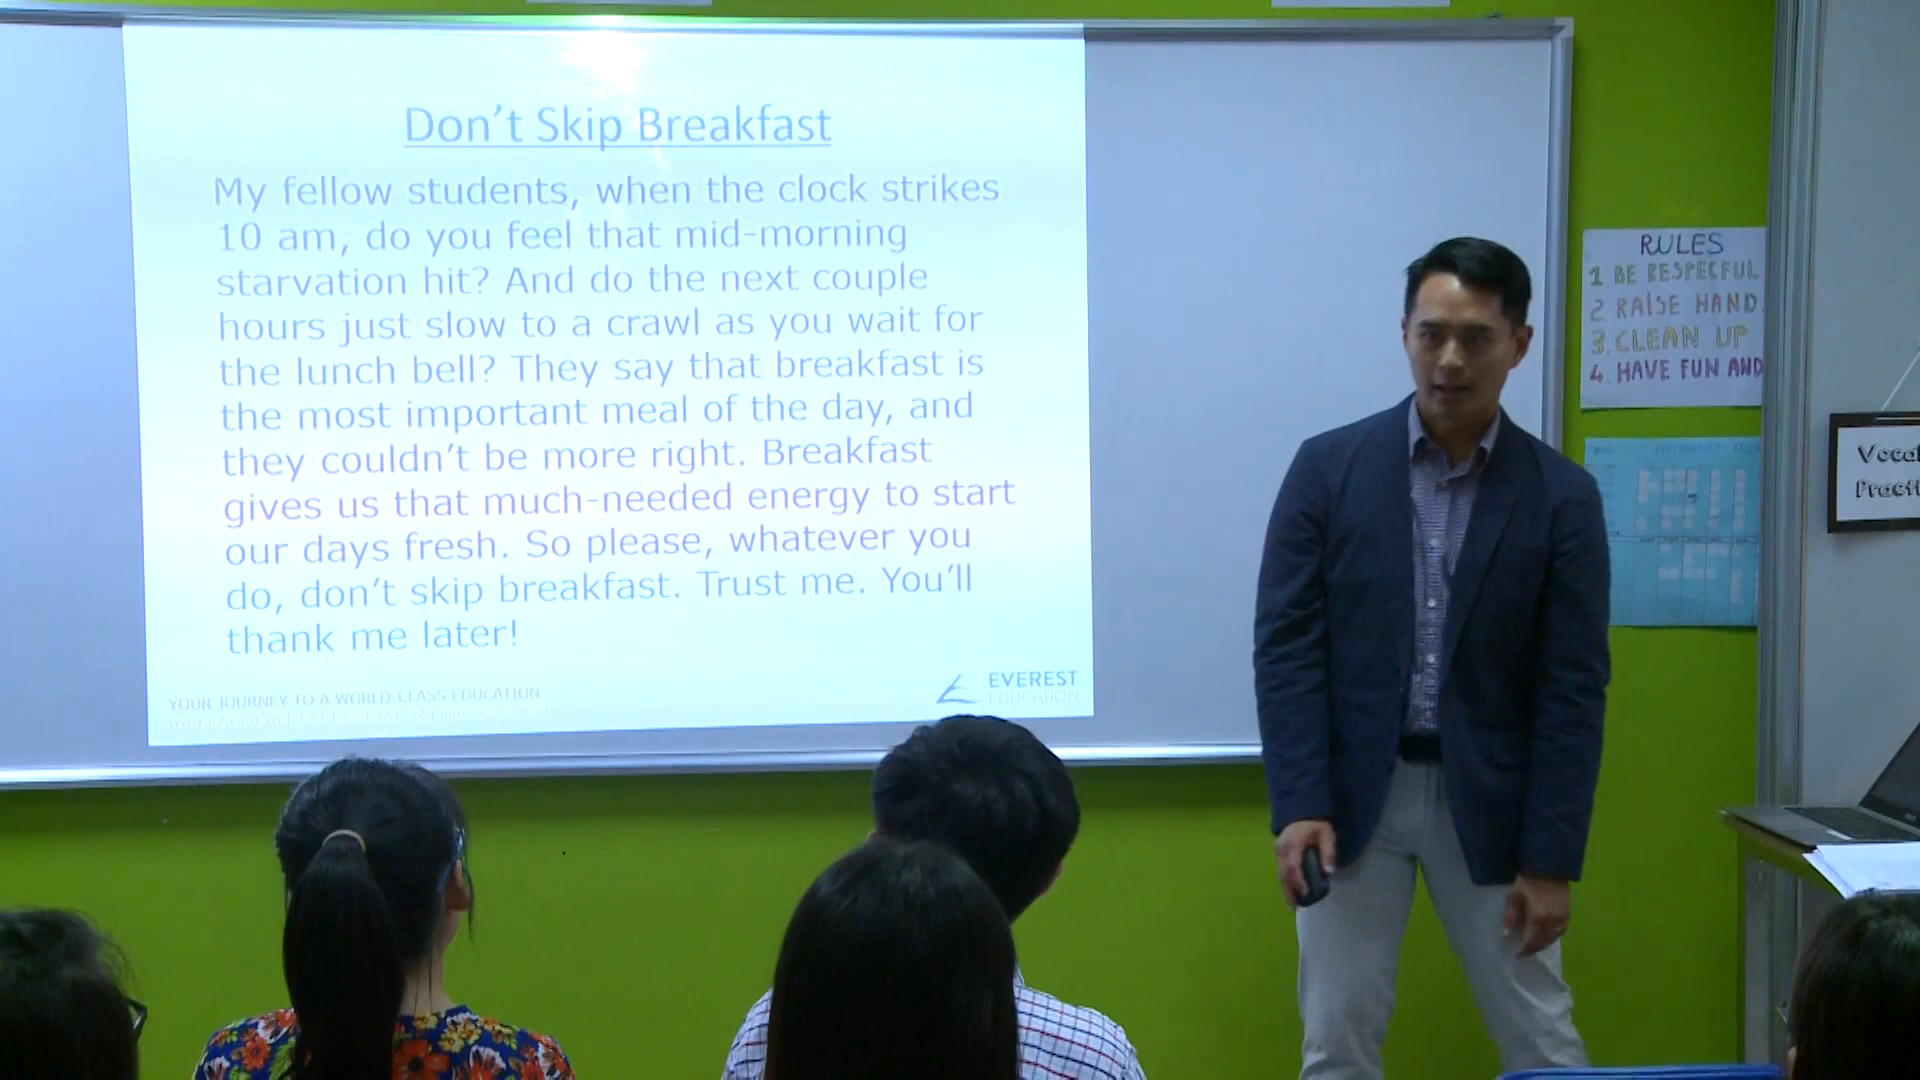 Don't Skip Breakfast
My fellow students, when the clock strikes
10 am, do you feel that mid-morning
starvation hit? And do the next couple
hours just slow to a crawl as you wait for
the lunch bell? They say that breakfast is
the most important meal of the day, and
they couldn't be more right. Breakfast
gives us that much-needed energy to start
our days fresh. So please, whatever you
do, don't skip breakfast. Trust me. You'll
thank me later!
YOUR JOURNEY TO A WORLD-CLASS EDUCATION
EVEREST
EDUCATION
RULES
1 BE RESPECFUL
2 RAISE HAND.
3. CLEAN UP
4. HAVE FUN AND